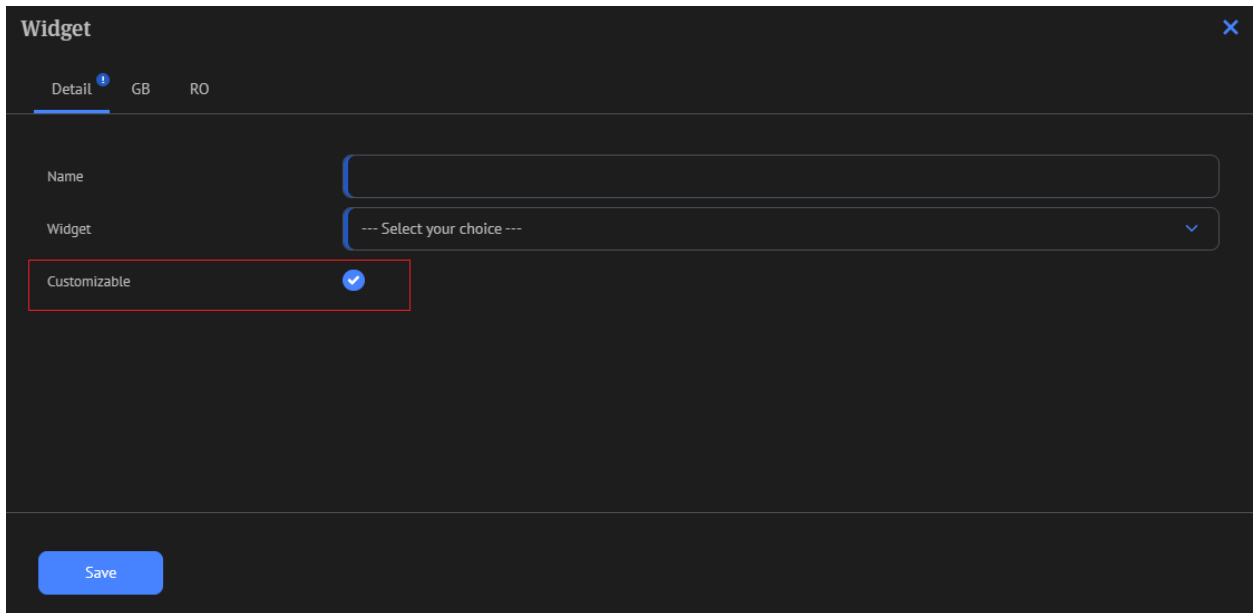 Widget
Detail !
GB
RO
Name
Widget
--- Select your choice ---
Customizable
Save